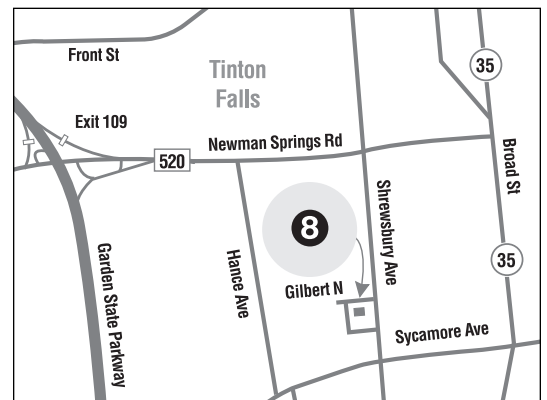 Front St
Tinton
Falls
35
Exit 109
Newman Springs Rd
520
Broad St
Shrewsbury Ave
8
Hance Ave
Garden State Parkway
35
Gilbert N
Sycamore Ave